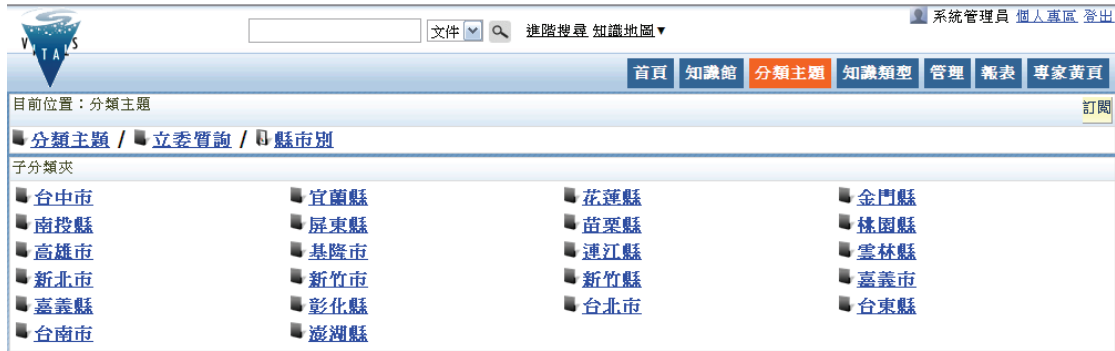 系統管理員 個人專區 登出
VITALS 文件 進階搜尋 知識地圖▼
首頁 知識館 分類主題 知識類型 管理 報表 專家黃頁
目前位置：分類主題 訂閱
分類主題 / 立委質詢 / 縣市別
子分類夾
台中市 宜蘭縣 花蓮縣 金門縣
南投縣 屏東縣 苗栗縣 桃園縣
高雄市 基隆市 連江縣 雲林縣
新北市 新竹市 新竹縣 嘉義市
嘉義縣 彰化縣 台北市 台東縣
台南市 澎湖縣